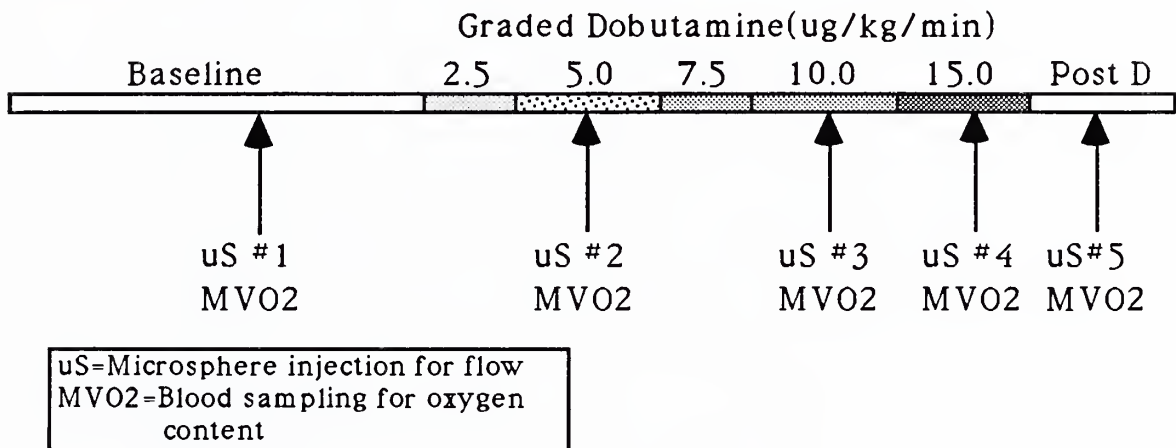 Graded Dobutamine(ug/kg/min)
Baseline 2.5 5.0 7.5 10.0 15.0 Post D
uS #1 uS #2 uS #3 uS #4 uS#5
MVO2 MVO2 MVO2 MVO2 MVO2
uS=Microsphere injection for flow
MVO2=Blood sampling for oxygen
content